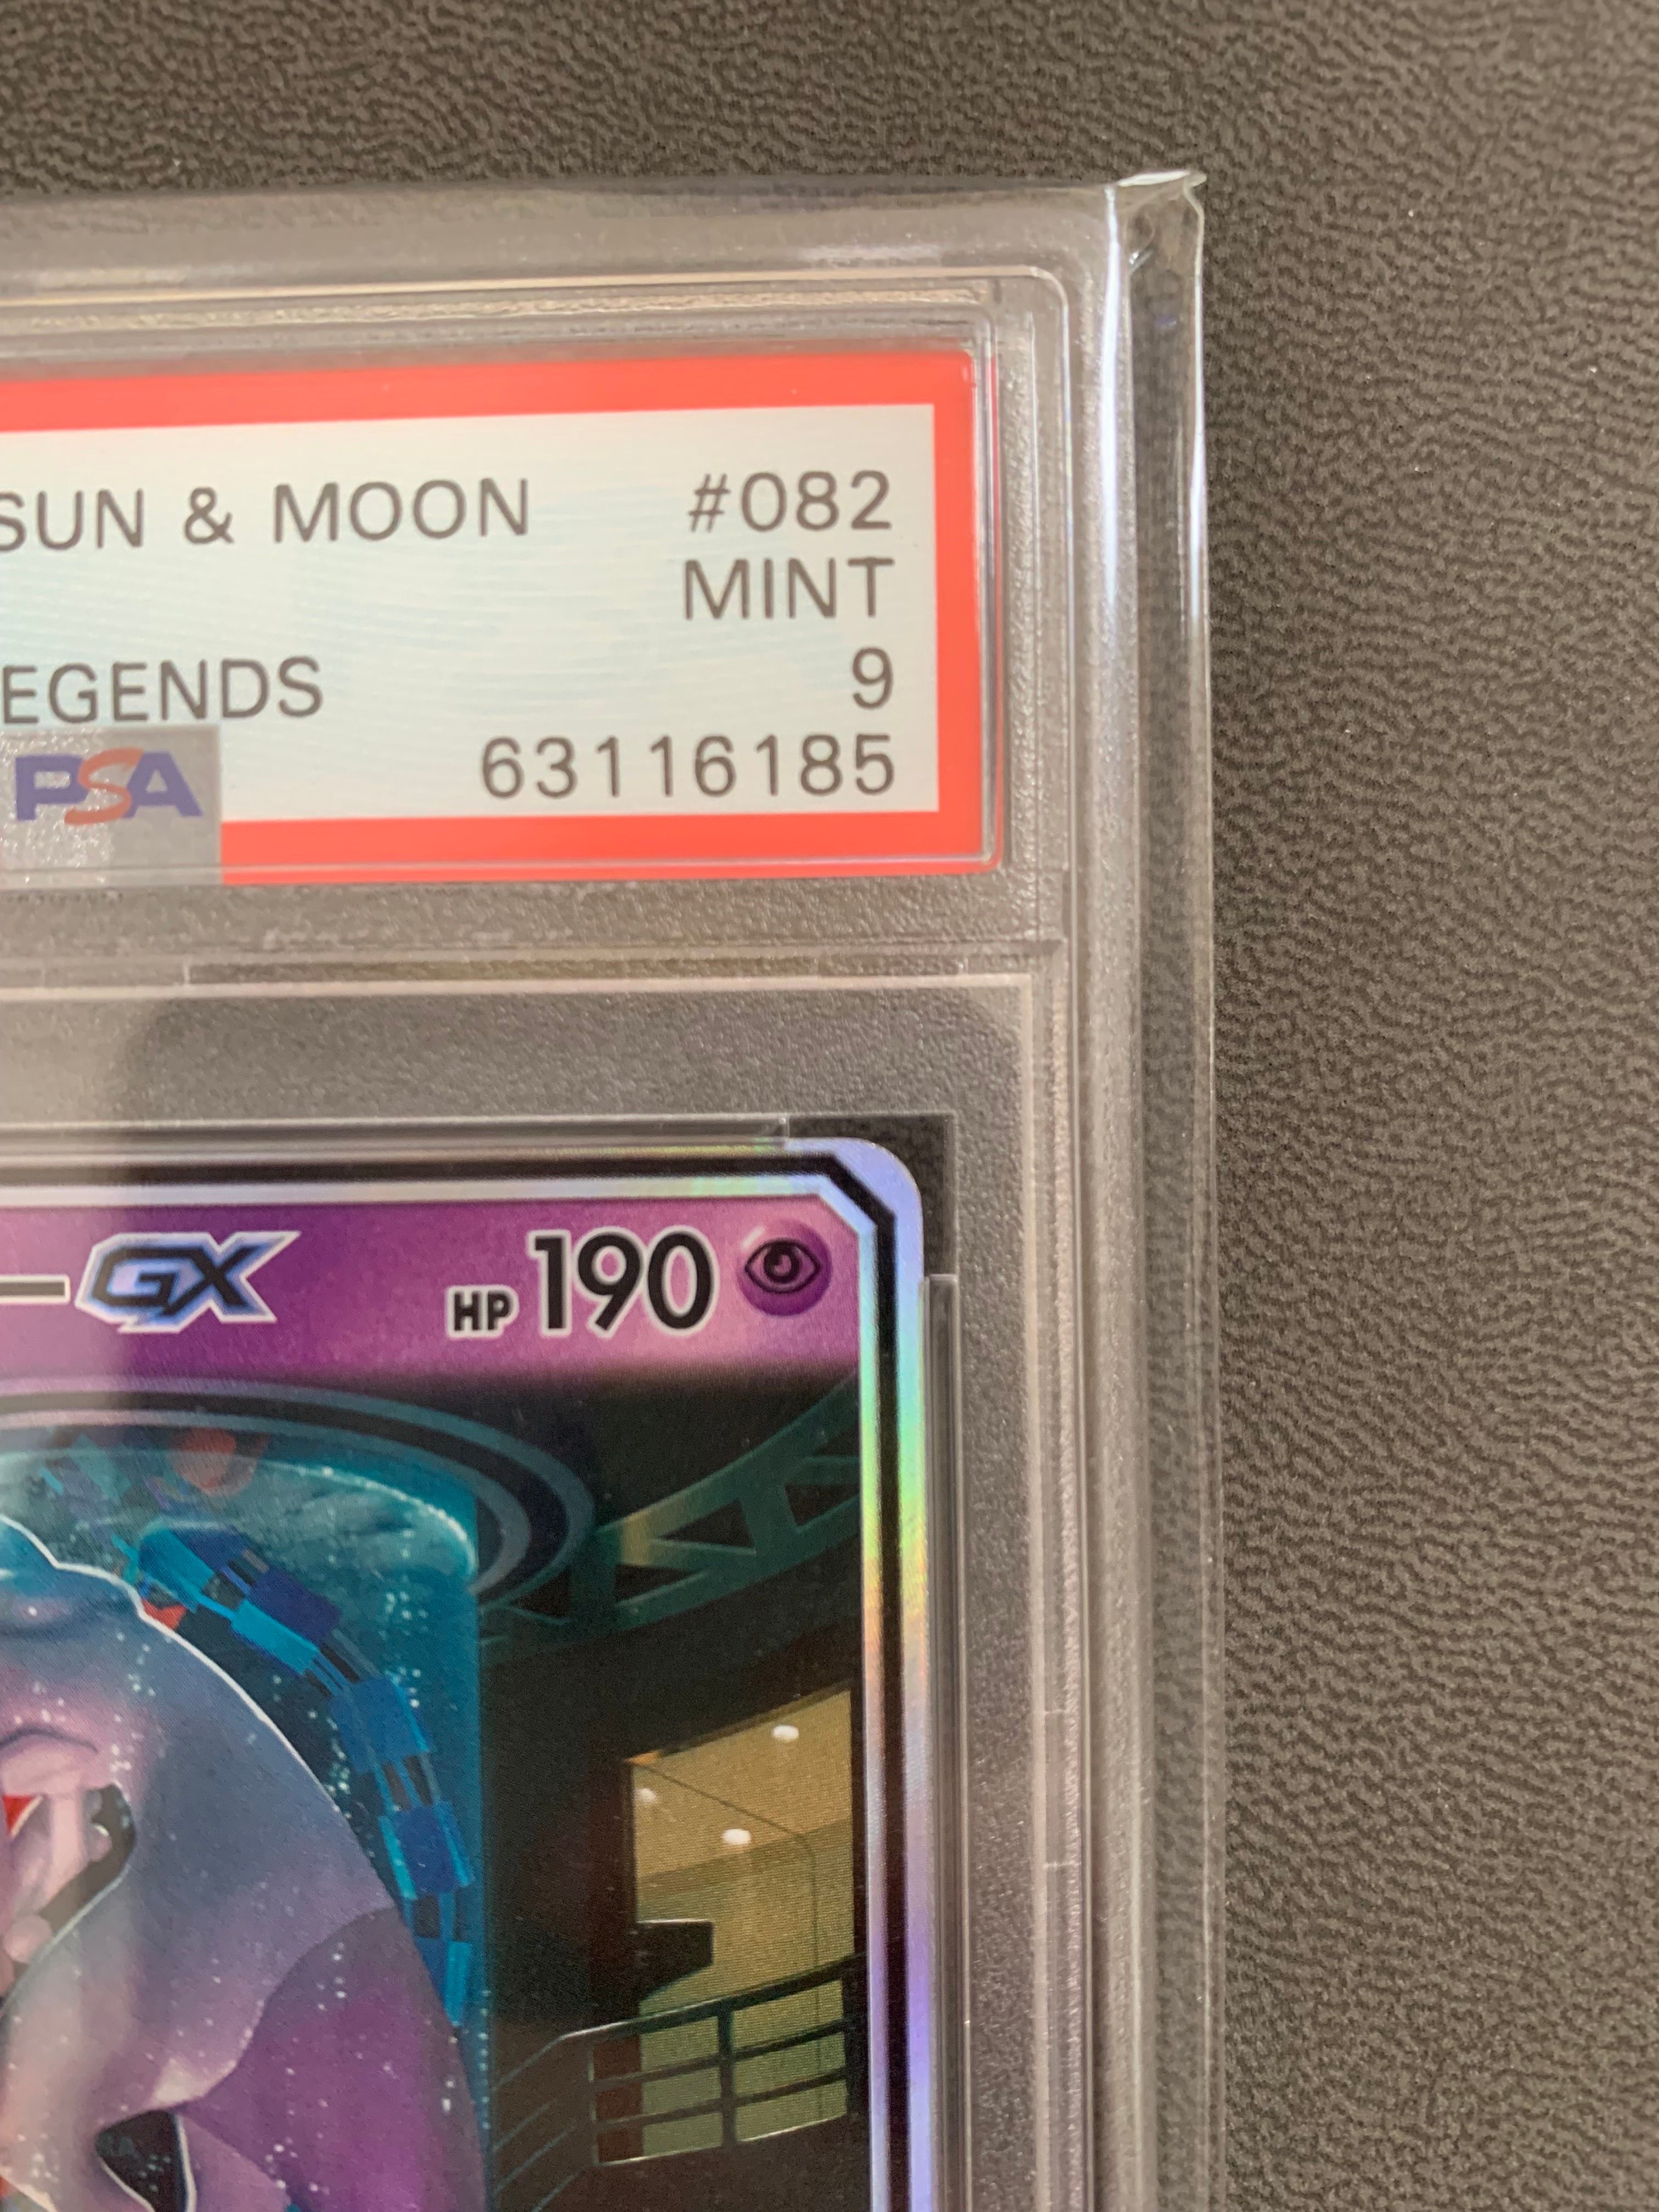 SUN & MOON #082
MINT
EGENDS 9
PSA 63116185
GX HP 190